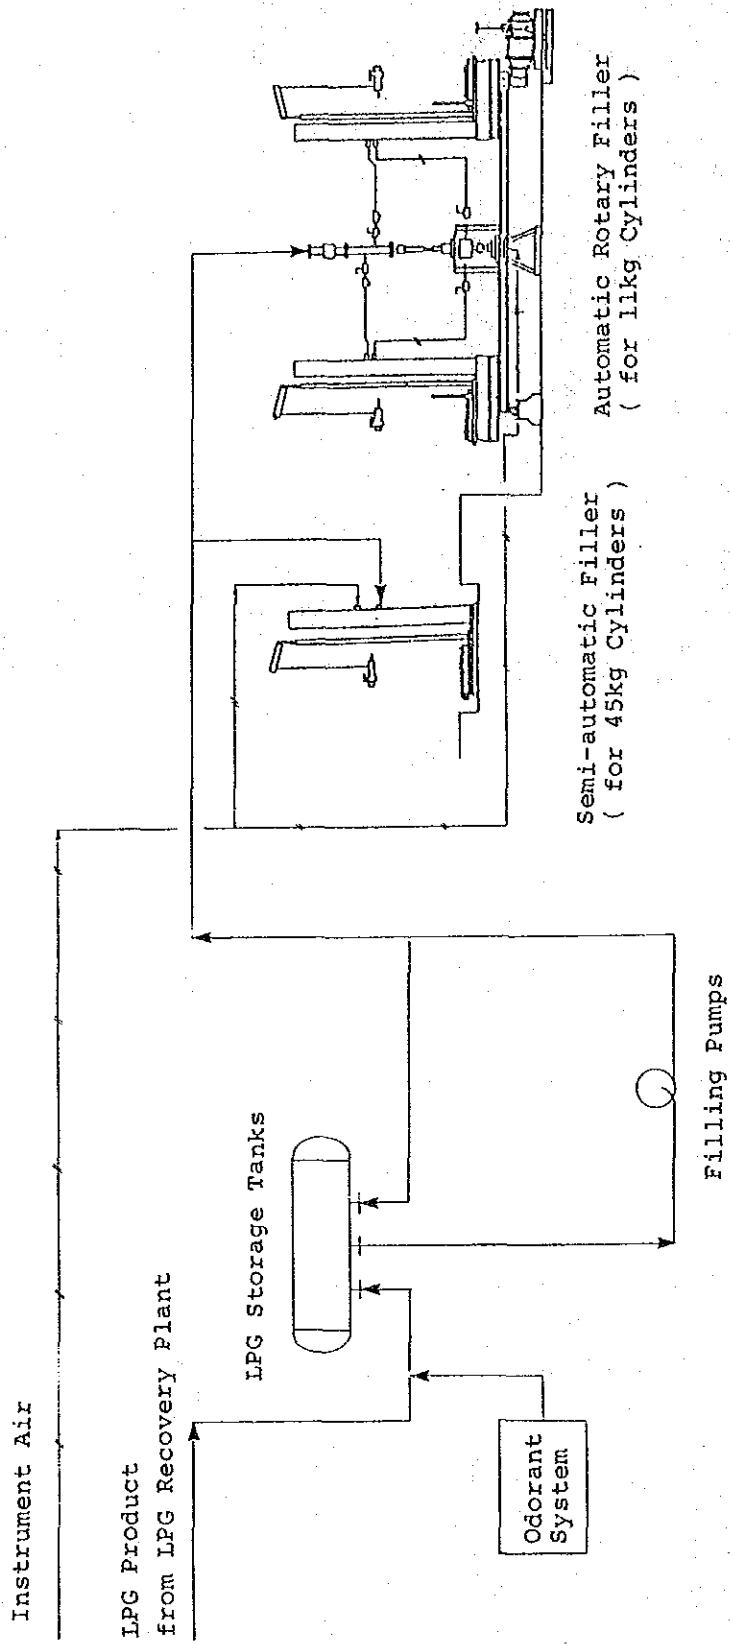 Instrument Air
LPG Product
from LPG Recovery Plant
LPG Storage Tanks
Odorant
System
Filling Pumps
Semi-automatic Filler
( for 45kg Cylinders )
Automatic Rotary Filler
( for 11kg Cylinders )